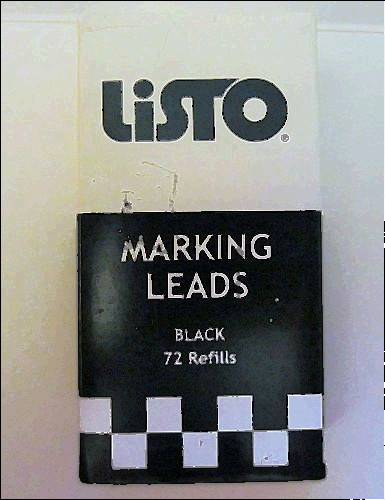 LiSTO®
MARKING
LEADS
BLACK
72 Refills